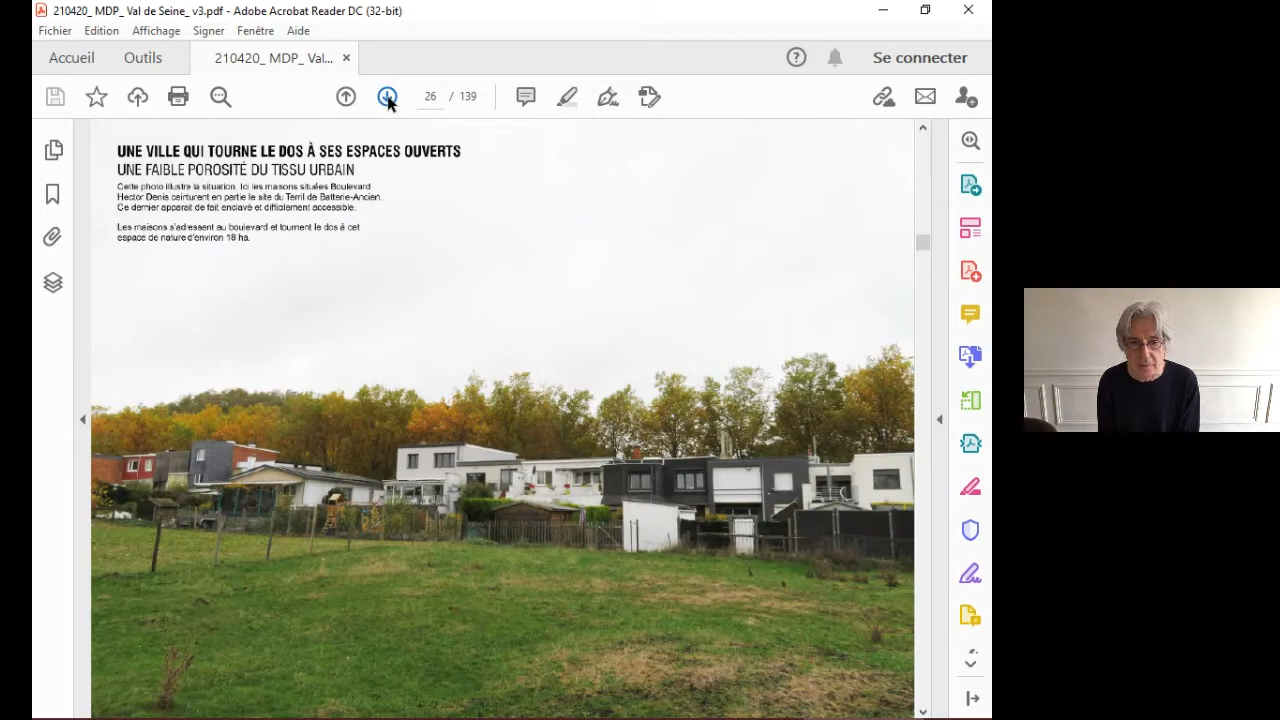 210420_ MDP_ Val de Seine_ v3.pdf - Adobe Acrobat Reader DC (32-bit)
Fichier Edition Affichage Signer Fenêtre Aide
Accueil Outils 210420_ MDP_ Val... × Se connecter
26 / 139
UNE VILLE QUI TOURNE LE DOS À SES ESPACES OUVERTS
UNE FAIBLE POROSITÉ DU TISSU URBAIN
Cette photo illustre la situation. Ici les maisons situées Boulevard
Hector Denis ceinturent en partie le site du Terril de Batterie-Ancien.
Ce dernier apparait de fait enclavé et difficilement accessible.
Les maisons s'adressent au boulevard et tournent le dos à cet
espace de nature d'environ 18 ha.